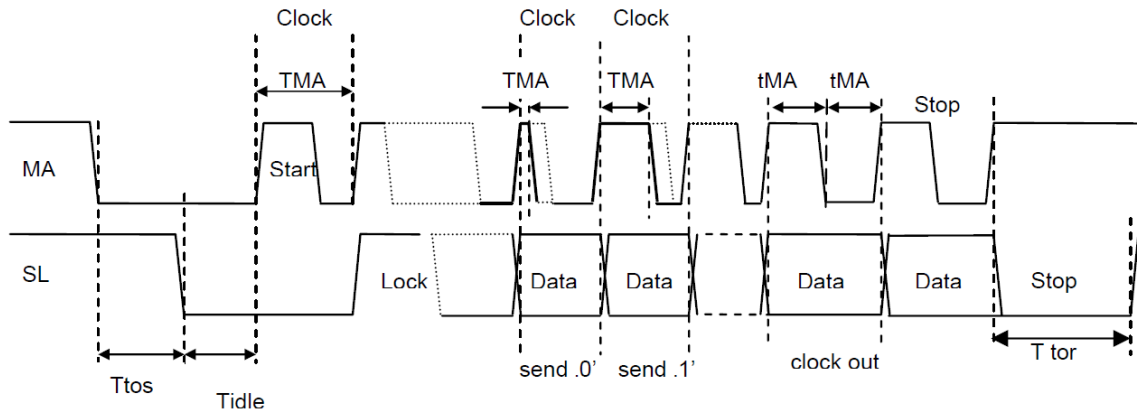 Clock Clock Clock
TMA TMA TMA tMA tMA
Stop
MA Start
SL Lock Data Data Data Data Stop
send .0’ send .1’ clock out T tor
Ttos
Tidle